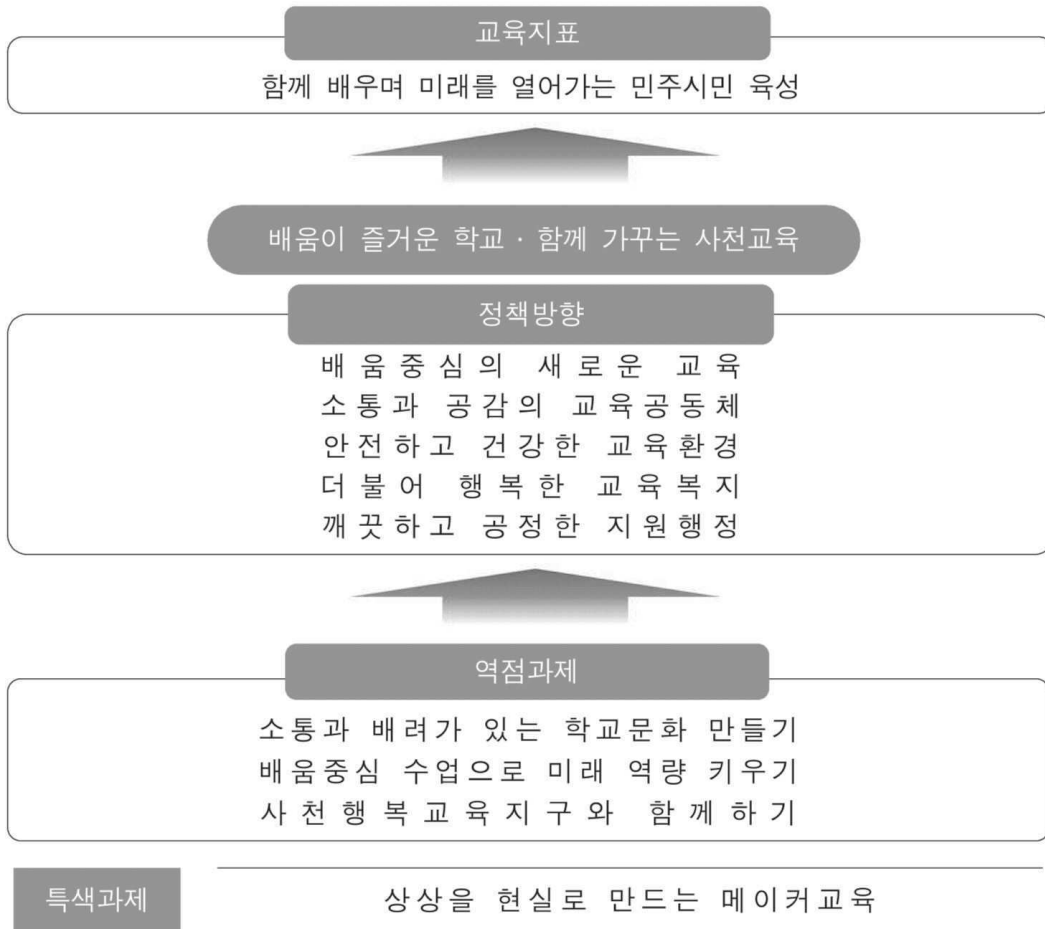 교육지표
함께 배우며 미래를 열어가는 민주시민 육성
배움이 즐거운 학교 · 함께 가꾸는 사천교육
정책방향
배움중심의 새로운 교육
소통과 공감의 교육공동체
안전하고 건강한 교육환경
더불어 행복한 교육복지
깨끗하고 공정한 지원행정
역점과제
소통과 배려가 있는 학교문화 만들기
배움중심 수업으로 미래 역량 키우기
사천행복교육지구와 함께하기
특색과제
상상을 현실로 만드는 메이커교육